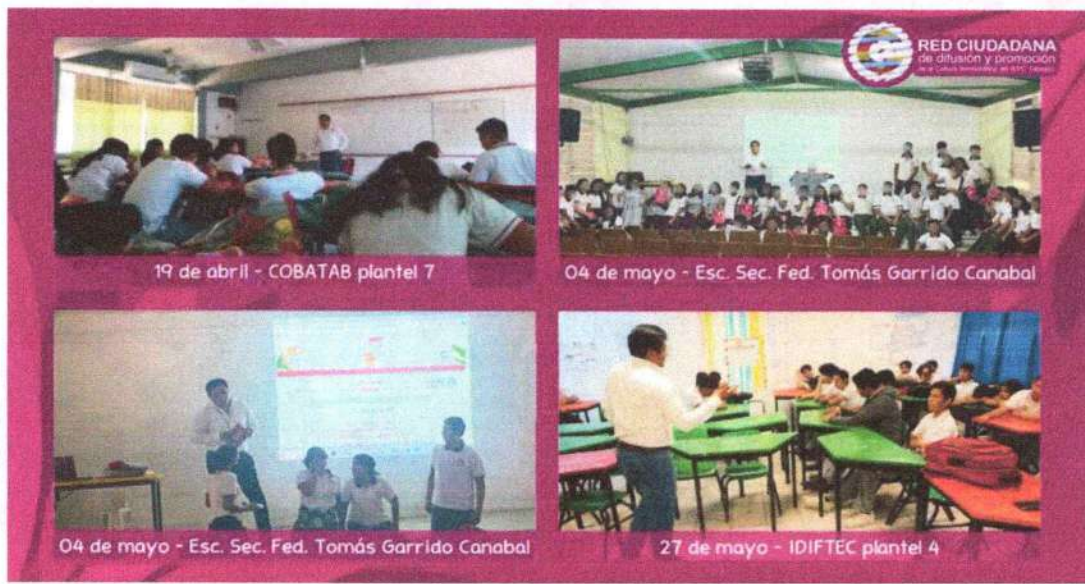 RED CIUDADANA
de difusión y promoción
19 de abril - COBATAB plantel 7
04 de mayo - Esc. Sec. Fed. Tomás Garrido Canabal
04 de mayo - Esc. Sec. Fed. Tomás Garrido Canabal
27 de mayo - IDIFTEC plantel 4